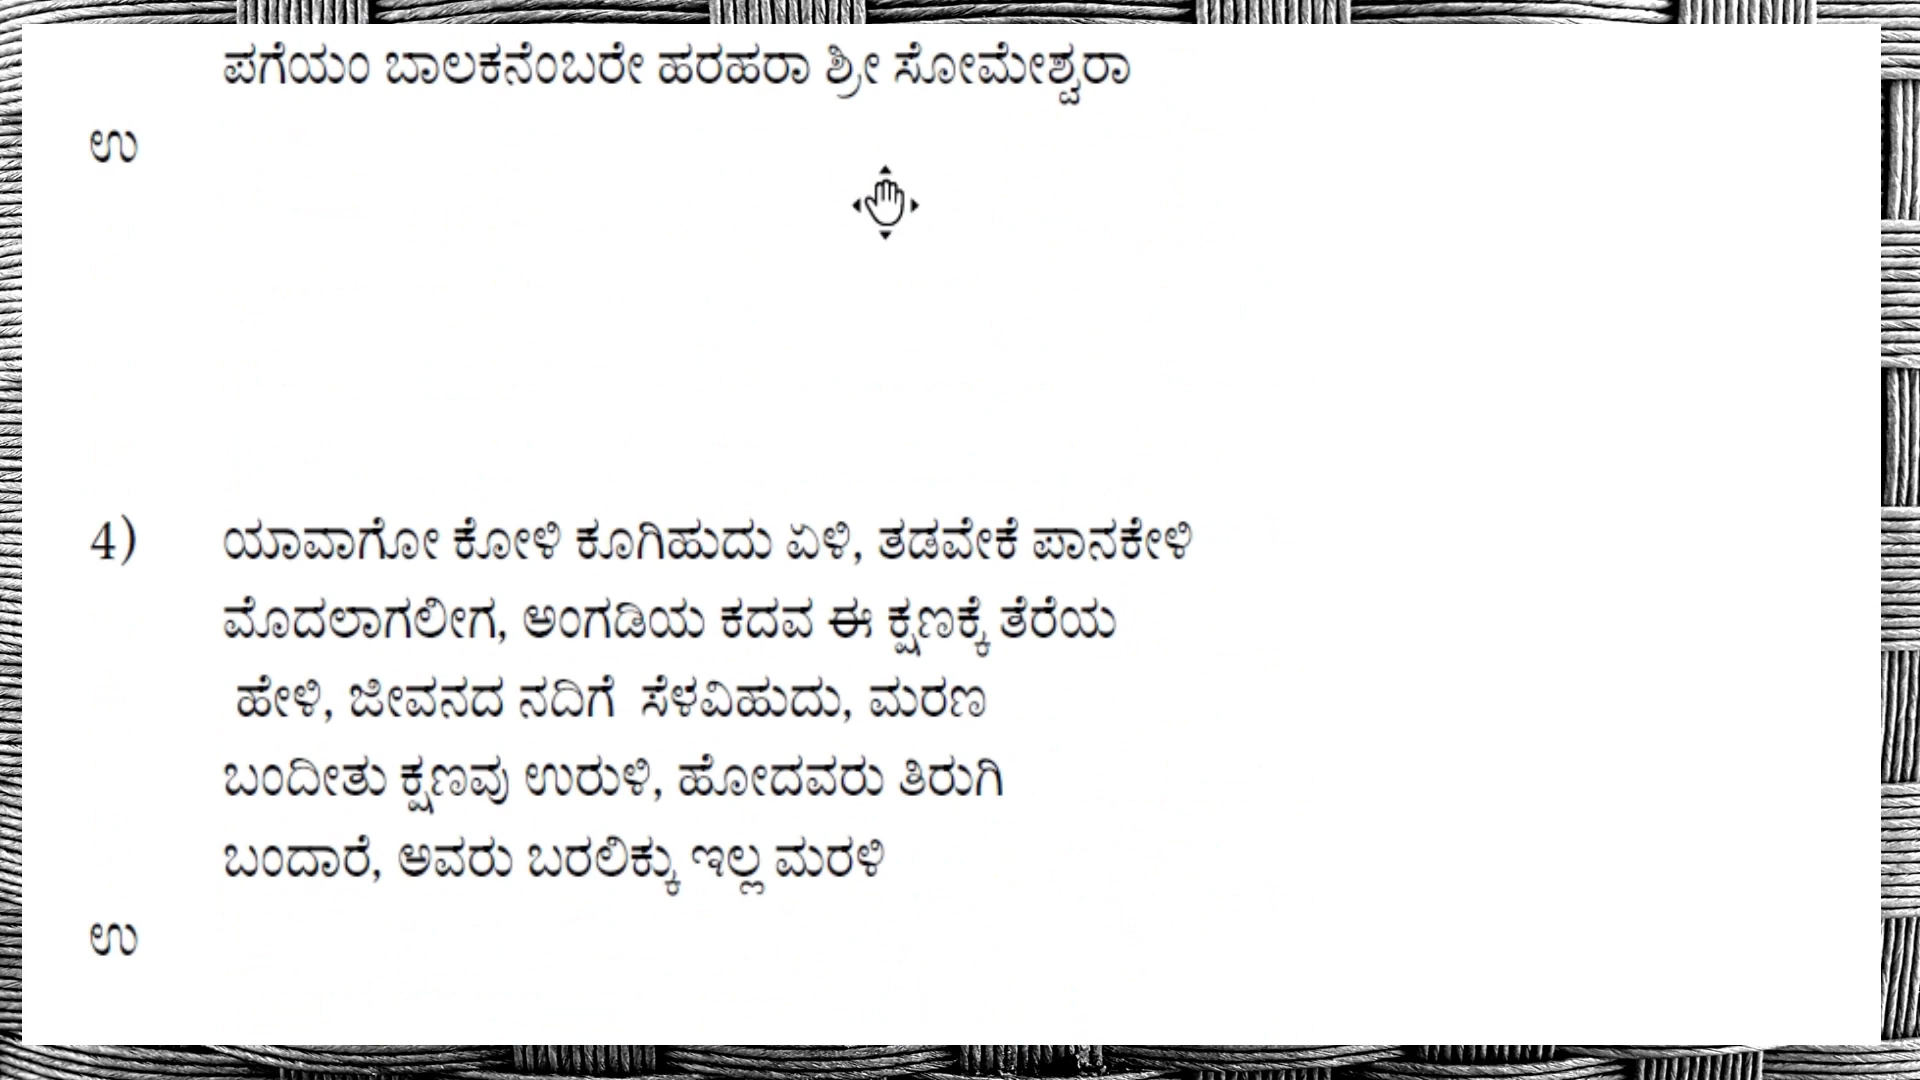 ಪಗೆಯಂ ಬಾಲಕನೆಂಬರೇ ಹರಹರಾ ಶ್ರೀ ಸೋಮೇಶ್ವರಾ
ಉ
4) ಯಾವಾಗೋ ಕೋಳಿ ಕೂಗಿಹುದು ಏಳಿ, ತಡವೇಕೆ ಪಾನಕೇಳಿ
ಮೊದಲಾಗಲೀಗ, ಅಂಗಡಿಯ ಕದವ ಈ ಕ್ಷಣಕ್ಕೆ ತೆರೆಯ
ಹೇಳಿ, ಜೀವನದ ನದಿಗೆ ಸೆಳವಿಹುದು, ಮರಣ
ಬಂದೀತು ಕ್ಷಣವು ಉರುಳಿ, ಹೋದವರು ತಿರುಗಿ
ಬಂದಾರೆ, ಅವರು ಬರಲಿಕ್ಕು ಇಲ್ಲ ಮರಳಿ
ಉ